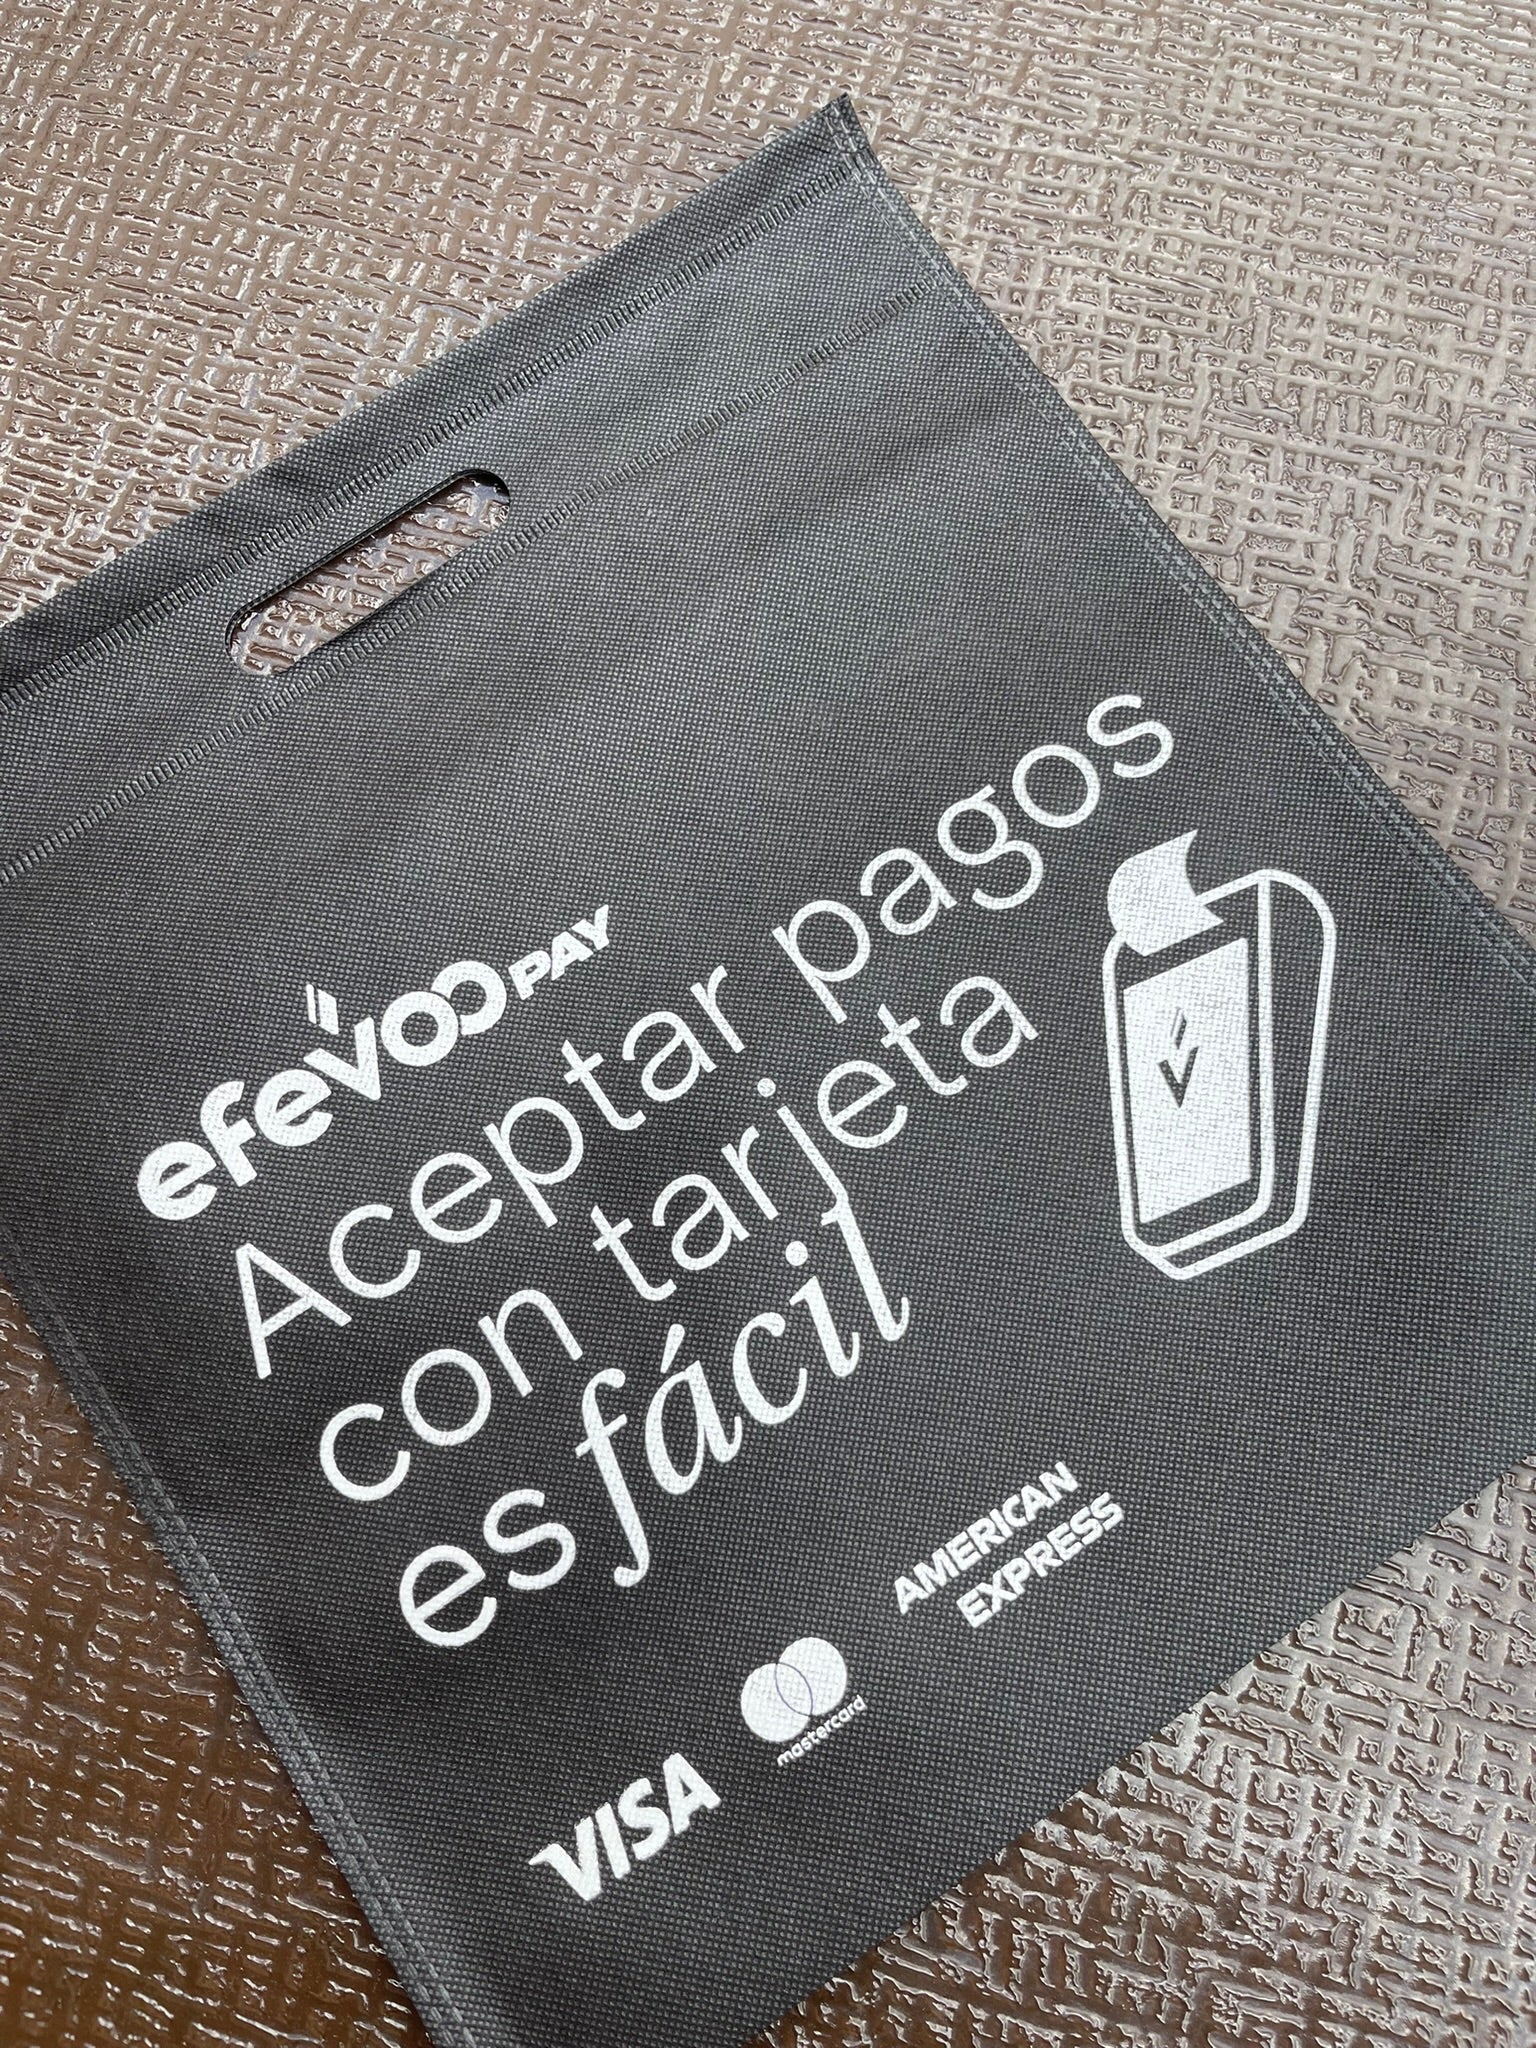 efevoo PAY
Aceptar pagos
con tarjeta
es fácil
VISA
mastercard
AMERICAN
EXPRESS